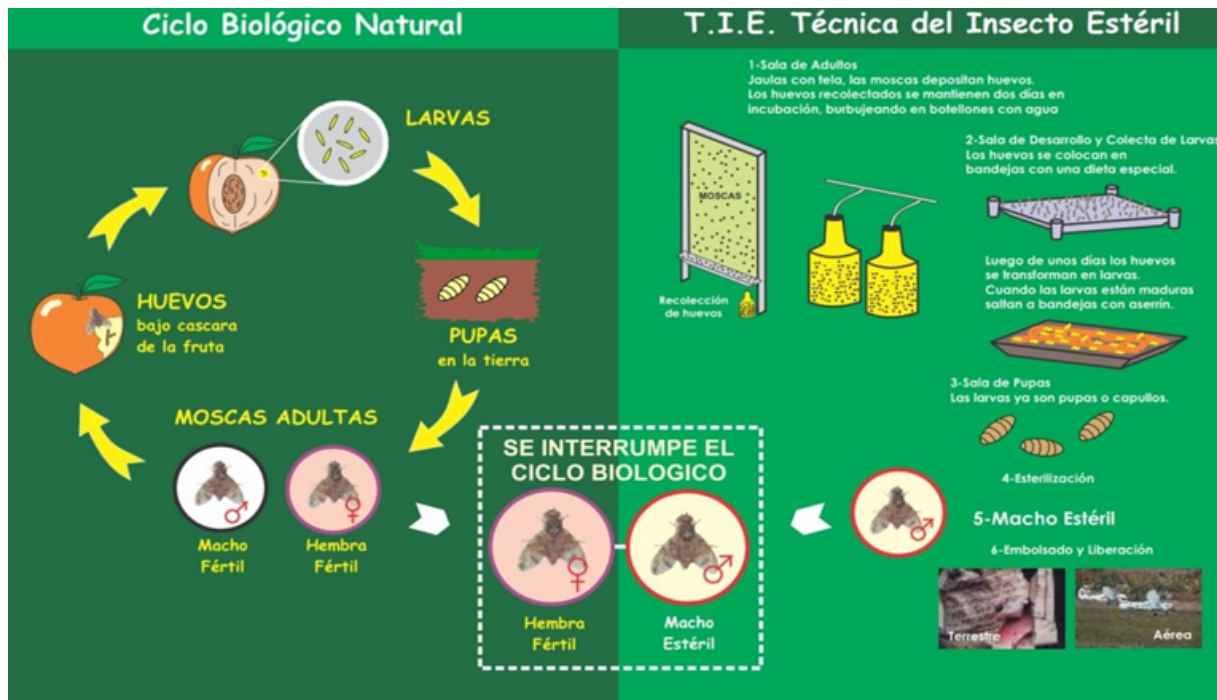 Ciclo Biológico Natural
LARVAS
HUEVOS
bajo cascara
de la fruta
PUPAS
en la tierra
MOSCAS ADULTAS
Macho
Fértil
Hembra
Fértil
SE INTERRUMPE EL
CICLO BIOLOGICO
Hembra
Fértil
Macho
Estéril
T.I.E. Técnica del Insecto Estéril
1-Sala de Adultos
Jaulas con tela, las moscas depositan huevos.
Los huevos recolectados se mantienen dos días en
incubación, burbujeando en botellones con agua
MOSCAS
Recolección
de huevos
2-Sala de Desarrollo y Colecta de Larvas
Los huevos se colocan en
bandejas con una dieta especial.
Luego de unos días los huevos
se transforman en larvas.
Cuando las larvas están maduras
saltan a bandejas con aserrín.
3-Sala de Pupas
Las larvas ya son pupas o capullos.
4-Esterilización
5-Macho Estéril
6-Embolsado y Liberación
Terrestre
Aérea